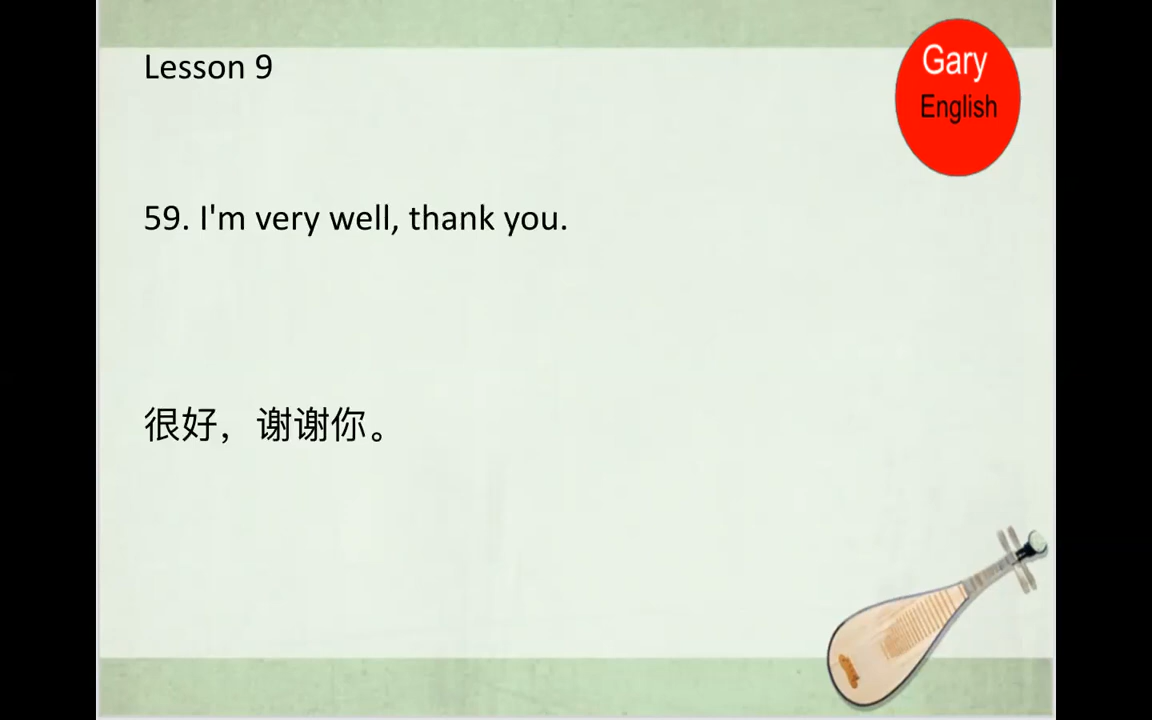 Lesson 9
Gary
English
59. I'm very well, thank you.
很好，谢谢你。